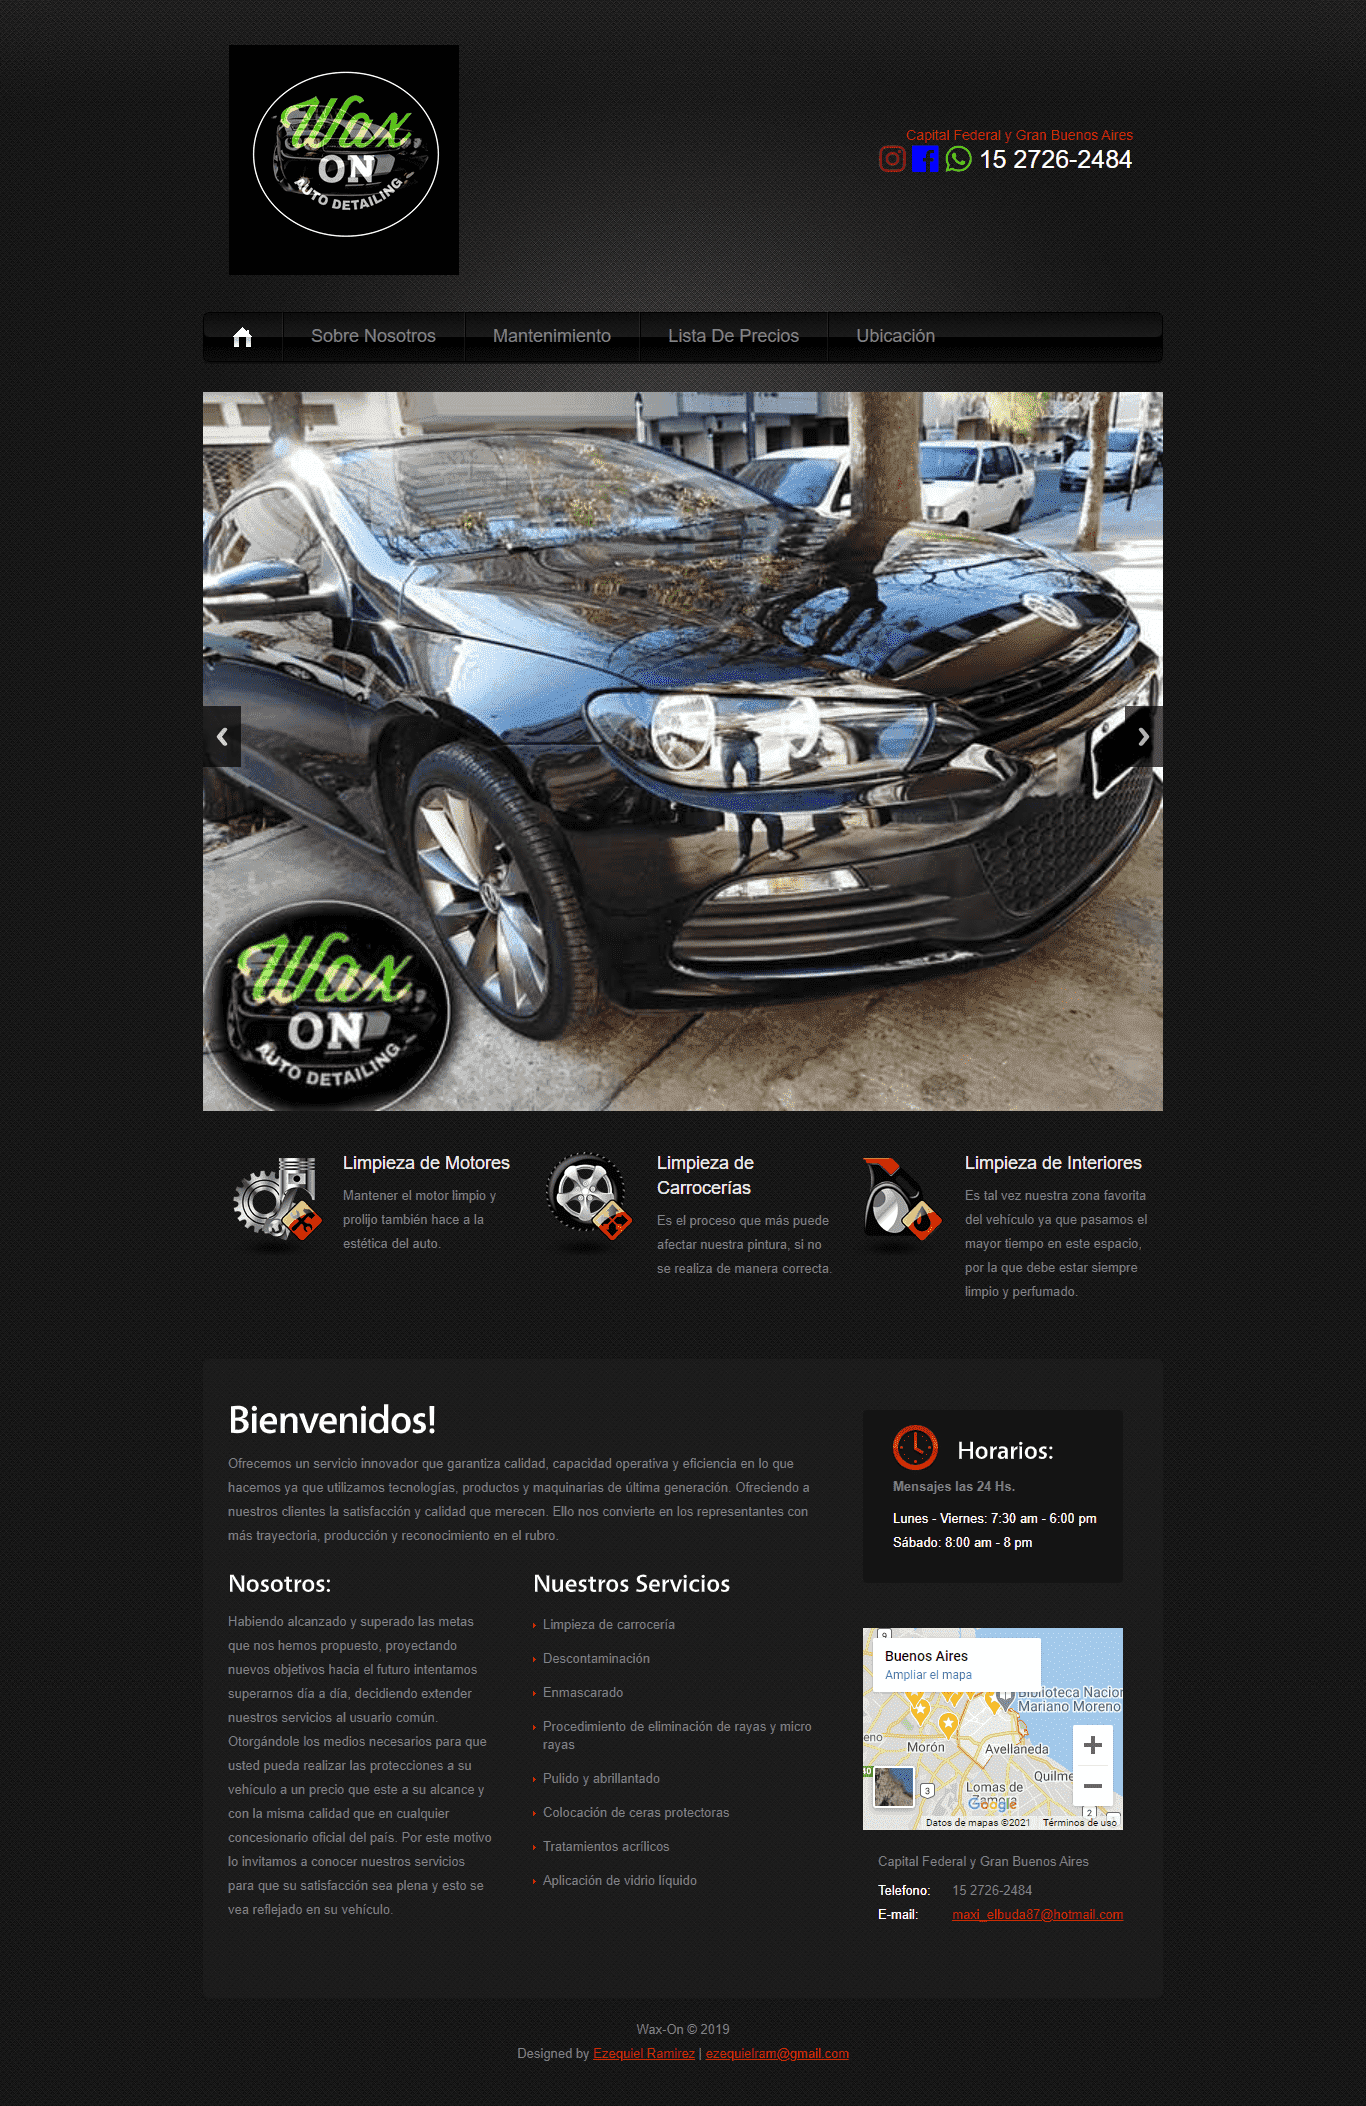 Wax
ON
AUTO DETAILING
Capital Federal y Gran Buenos Aires
15 2726-2484
Sobre Nosotros
Mantenimiento
Lista De Precios
Ubicación
Wax
ON
AUTO DETAILING
Limpieza de Motores
Mantener el motor limpio y
prolijo también hace a la
estética del auto.
Limpieza de
Carrocerías
Es el proceso que más puede
afectar nuestra pintura, si no
se realiza de manera correcta.
Limpieza de Interiores
Es tal vez nuestra zona favorita
del vehículo ya que pasamos el
mayor tiempo en este espacio,
por la que debe estar siempre
limpio y perfumado.
Bienvenidos!
Ofrecemos un servicio innovador que garantiza calidad, capacidad operativa y eficiencia en lo que
hacemos ya que utilizamos tecnologías, productos y maquinarias de última generación. Ofreciendo a
nuestros clientes la satisfacción y calidad que merecen. Ello nos convierte en los representantes con
más trayectoria, producción y reconocimiento en el rubro.
Nosotros:
Habiendo alcanzado y superado las metas
que nos hemos propuesto, proyectando
nuevos objetivos hacia el futuro intentamos
superarnos día a día, decidiendo extender
nuestros servicios al usuario común.
Otorgándole los medios necesarios para que
usted pueda realizar las protecciones a su
vehículo a un precio que este a su alcance y
con la misma calidad que en cualquier
concesionario oficial del país. Por este motivo
lo invitamos a conocer nuestros servicios
para que su satisfacción sea plena y esto se
vea reflejado en su vehículo.
Nuestros Servicios
Limpieza de carrocería
Descontaminación
Enmascarado
Procedimiento de eliminación de rayas y micro
rayas
Pulido y abrillantado
Colocación de ceras protectoras
Tratamientos acrílicos
Aplicación de vidrio líquido
Horarios:
Mensajes las 24 Hs.
Lunes - Viernes: 7:30 am - 6:00 pm
Sábado: 8:00 am - 8 pm
9
Buenos Aires
Ampliar el mapa
Biblioteca Nacion
Mariano Moreno
eno
Morón
Avellaneda
Quilme
40
3
Lomas de
Zamora
Google
2
Datos de mapas ©2021
Términos de uso
Capital Federal y Gran Buenos Aires
Telefono: 15 2726-2484
E-mail: maxi_elbuda87@hotmail.com
Wax-On © 2019
Designed by Ezequiel Ramirez | ezequielram@gmail.com